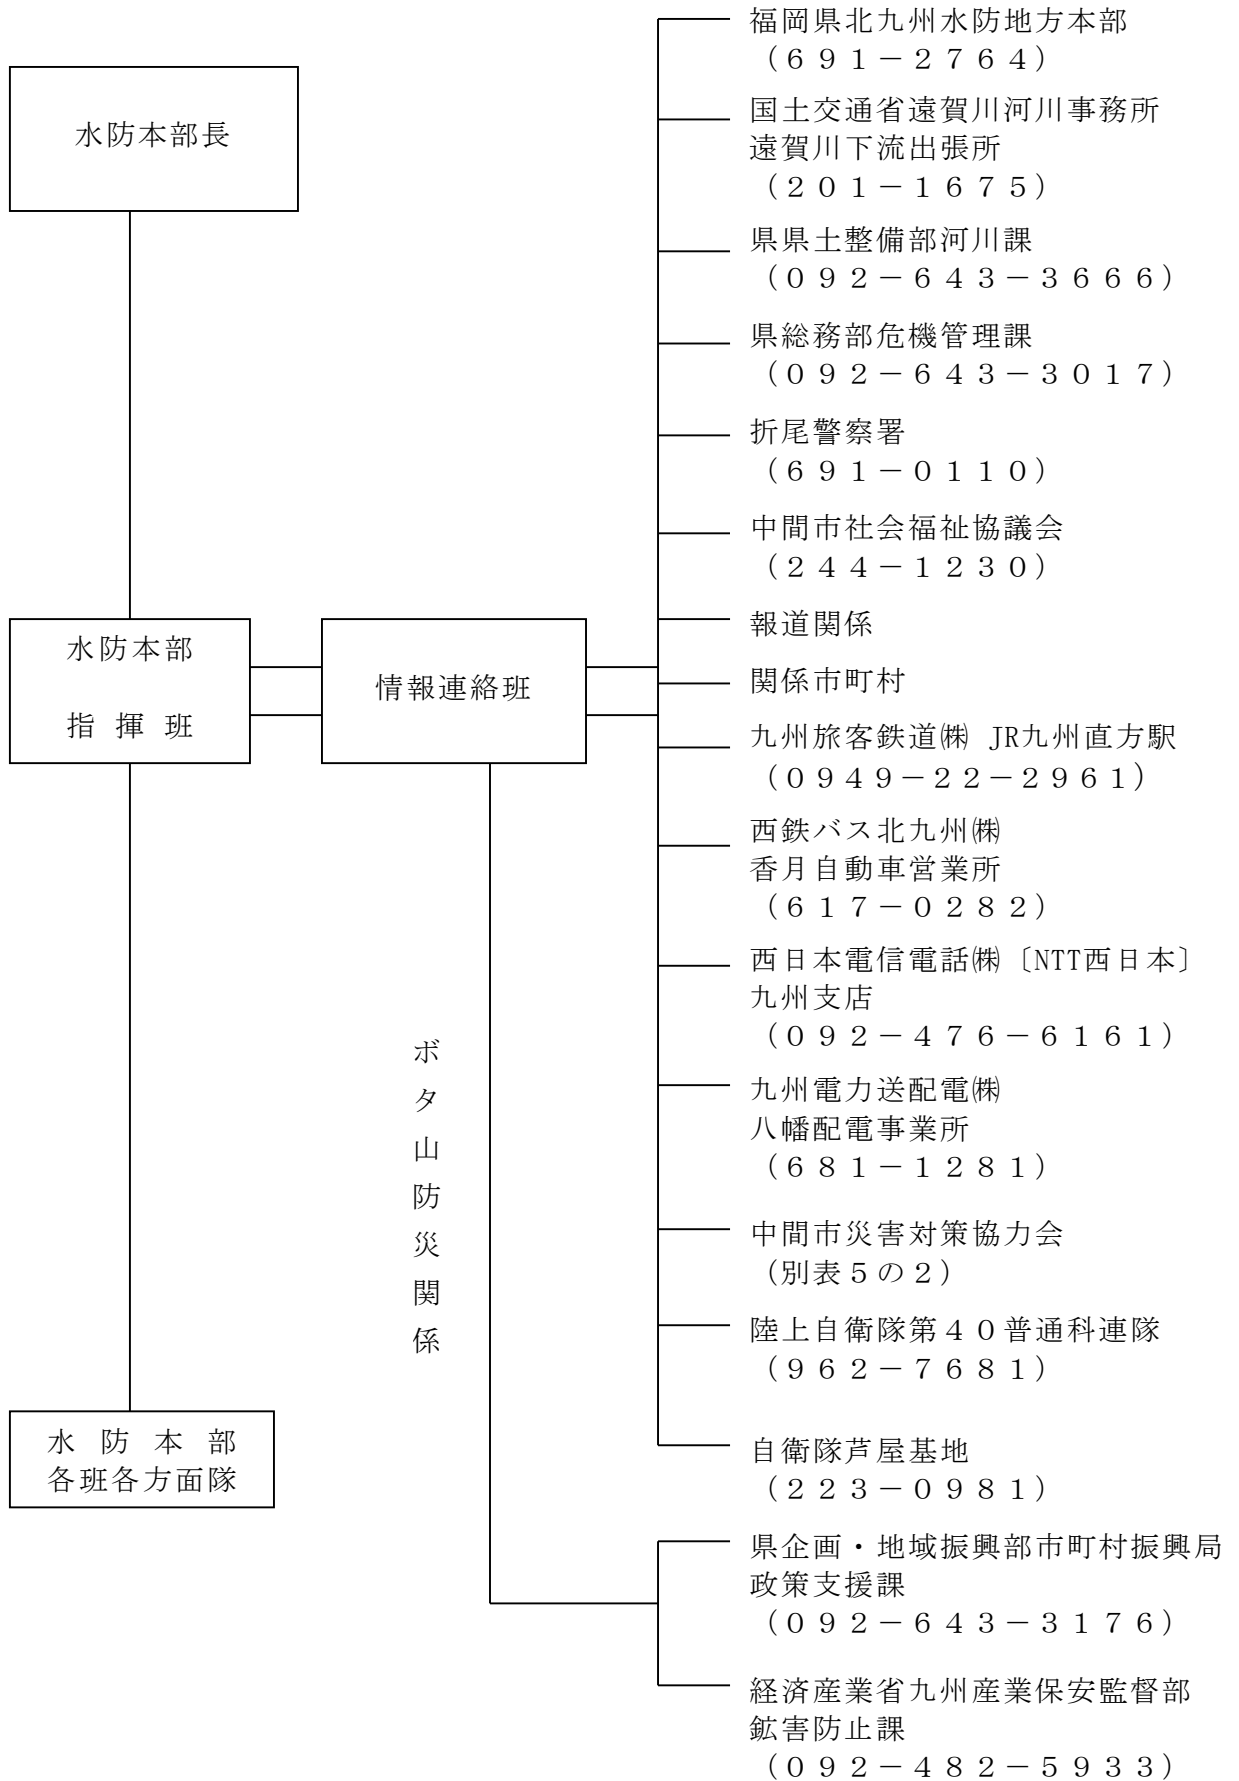 水防本部長
水防本部
指揮班
情報連絡班
水防本部
各班各方面隊
ボタ山防災関係
福岡県北九州水防地方本部
（６９１－２７６４）
国土交通省遠賀川河川事務所
遠賀川下流出張所
（２０１－１６７５）
県県土整備部河川課
（０９２－６４３－３６６６）
県総務部危機管理課
（０９２－６４３－３０１７）
折尾警察署
（６９１－０１１０）
中間市社会福祉協議会
（２４４－１２３０）
報道関係
関係市町村
九州旅客鉄道㈱ JR九州直方駅
（０９４９－２２－２９６１）
西鉄バス北九州㈱
香月自動車営業所
（６１７－０２８２）
西日本電信電話㈱〔NTT西日本〕
九州支店
（０９２－４７６－６１６１）
九州電力送配電㈱
八幡配電事業所
（６８１－１２８１）
中間市災害対策協力会
（別表５の２）
陸上自衛隊第４０普通科連隊
（９６２－７６８１）
自衛隊芦屋基地
（２２３－０９８１）
県企画・地域振興部市町村振興局
政策支援課
（０９２－６４３－３１７６）
経済産業省九州産業保安監督部
鉱害防止課
（０９２－４８２－５９３３）